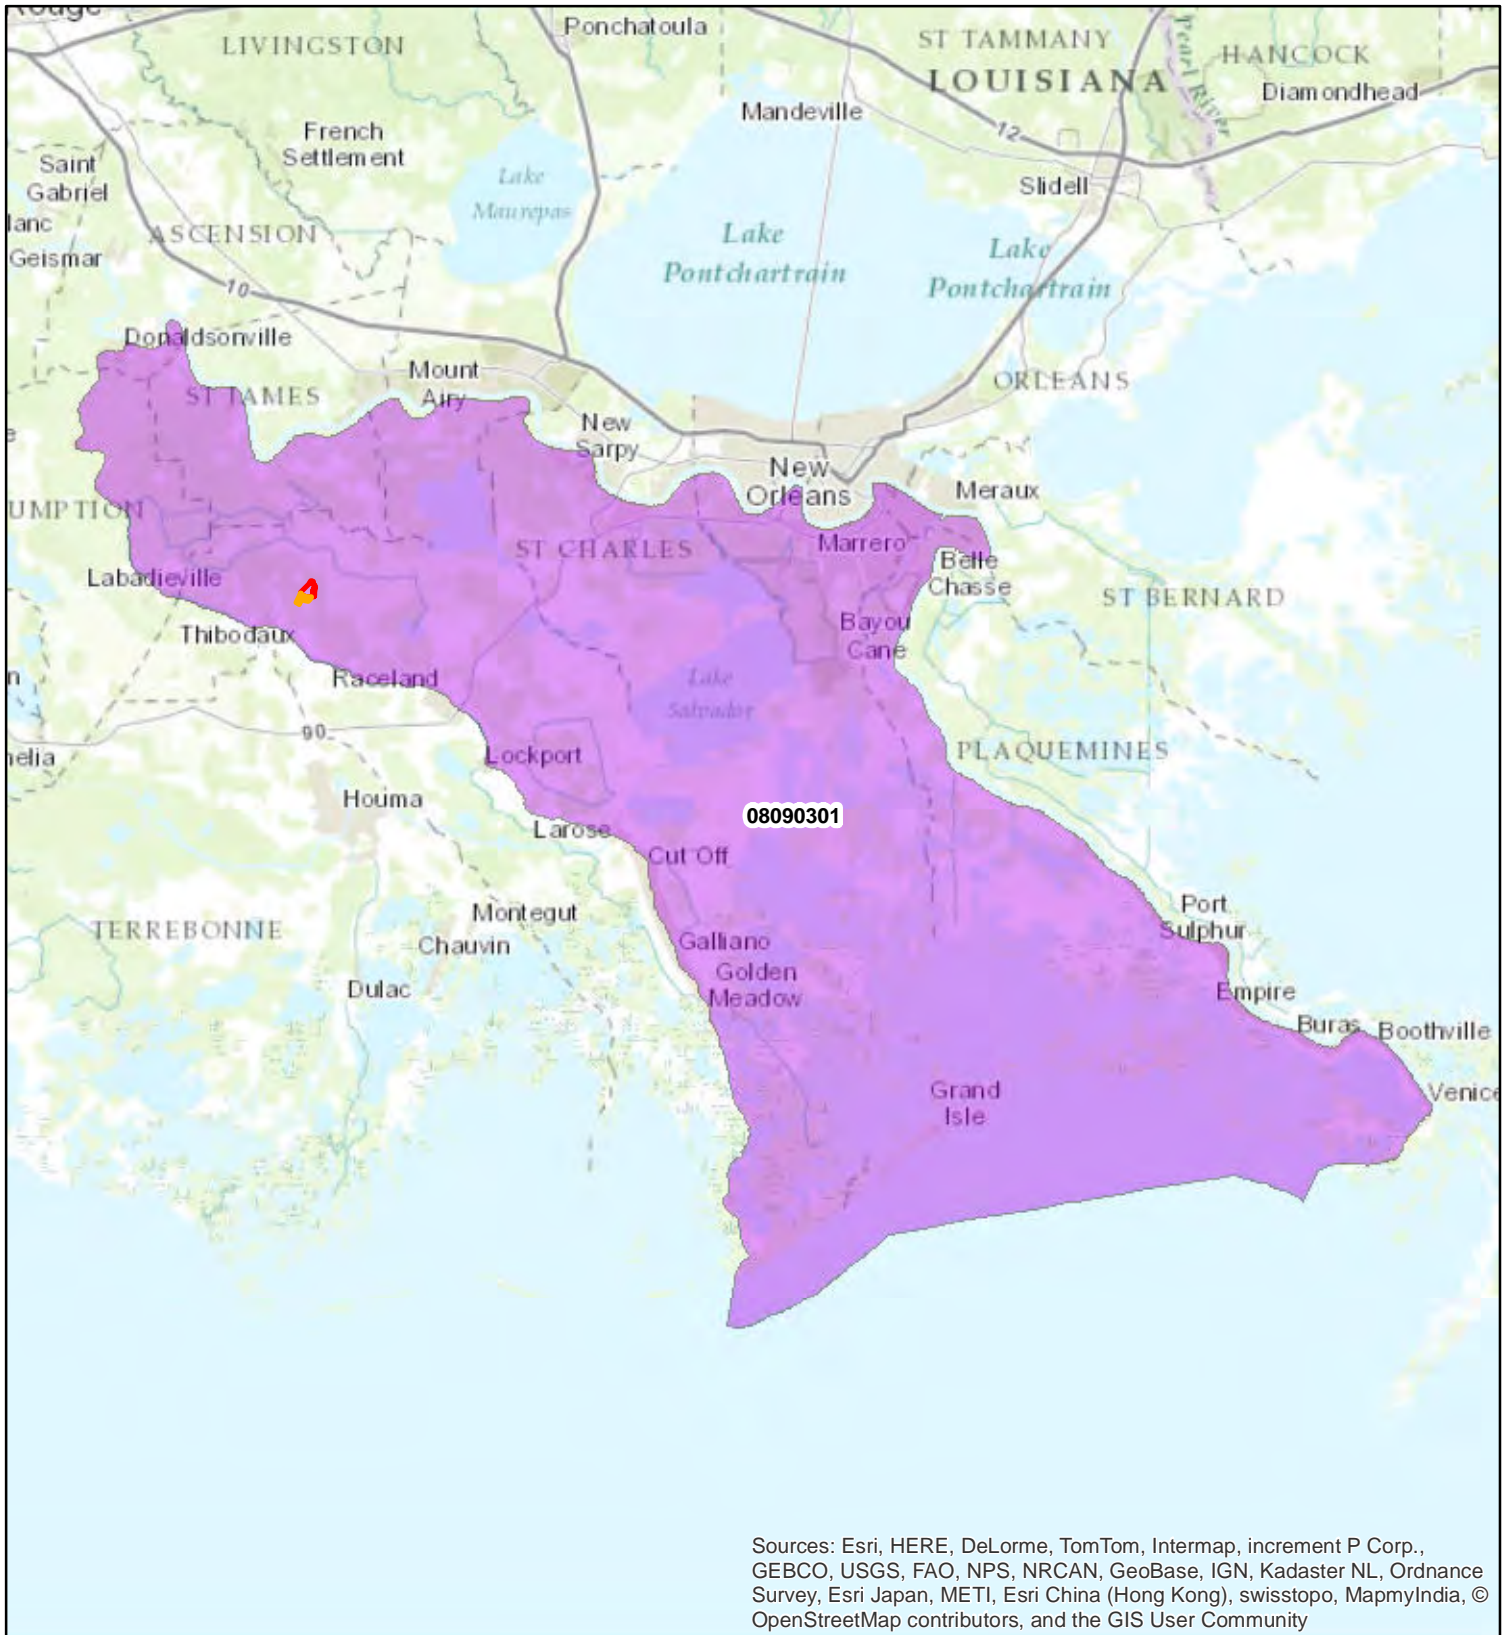 Ponchatoula
LIVINGSTON
ST TAMMANY
HANCOCK
LOUISIANA
Diamondhead
Pearl River
Mandeville
12
French
Settlement
Saint
Gabriel
Lake
Maurepas
Slidell
ASCENSION
Geismar
Lake
Pontchartrain
Lake
Pontchartrain
10
Donaldsonville
Mount
Airy
ORLEANS
ST JAMES
New
Sarpy
New
Orleans
Meraux
UMPTION
ST CHARLES
Marrero
Belle
Chasse
Labadieville
ST BERNARD
Thibodaux
Bayou
Cane
Raceland
Lake
Salvador
90
PLAQUEMINES
Lockport
elia
Houma
08090301
Larose
Cut Off
Montegut
Port
Sulphur
TERREBONNE
Chauvin
Galliano
Golden
Meadow
Dulac
Empire
Buras
Boothville
Grand
Isle
Venice
Sources: Esri, HERE, DeLorme, TomTom, Intermap, increment P Corp.,
GEBCO, USGS, FAO, NPS, NRCAN, GeoBase, IGN, Kadaster NL, Ordnance
Survey, Esri Japan, METI, Esri China (Hong Kong), swisstopo, MapmyIndia, ©
OpenStreetMap contributors, and the GIS User Community